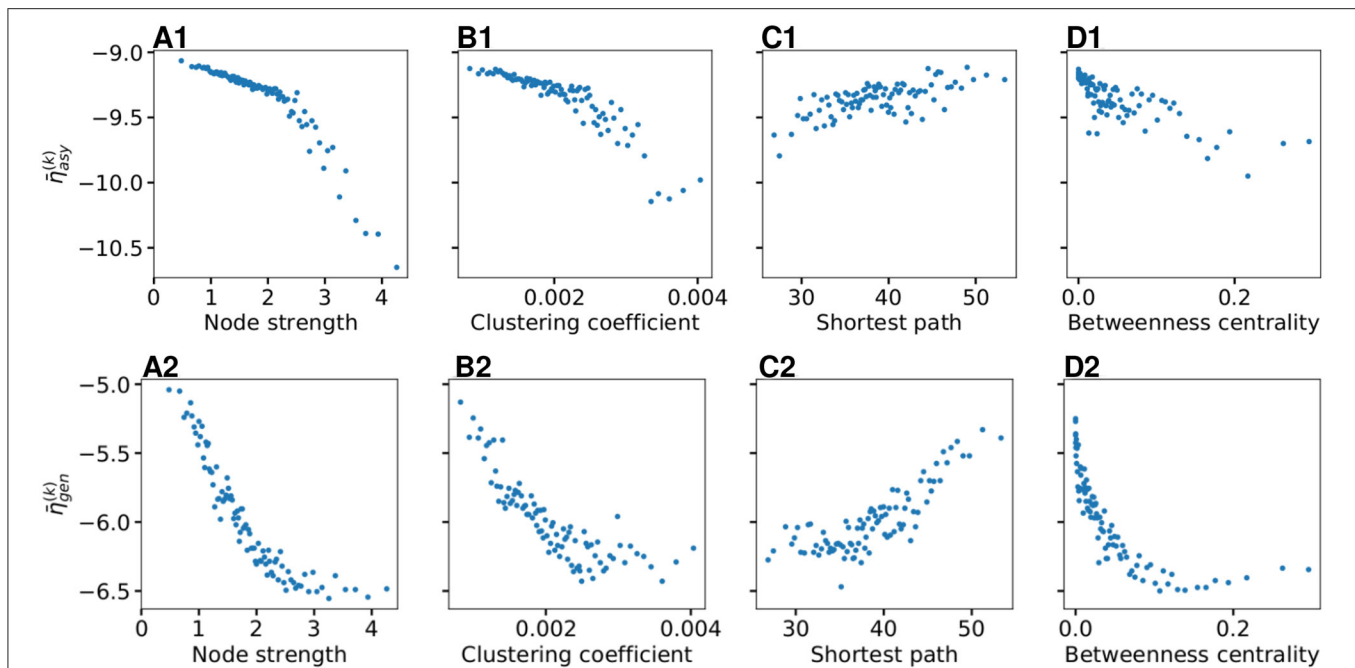 A1 B1 C1 D1
−9.0
−9.5
−10.0
−10.5
η̄(k)asy
0 1 2 3 4 0.002 0.004 30 40 50 0.0 0.2
Node strength Clustering coefficient Shortest path Betweenness centrality
A2 B2 C2 D2
−5.0
−5.5
−6.0
−6.5
η̄(k)gen
0 1 2 3 4 0.002 0.004 30 40 50 0.0 0.2
Node strength Clustering coefficient Shortest path Betweenness centrality